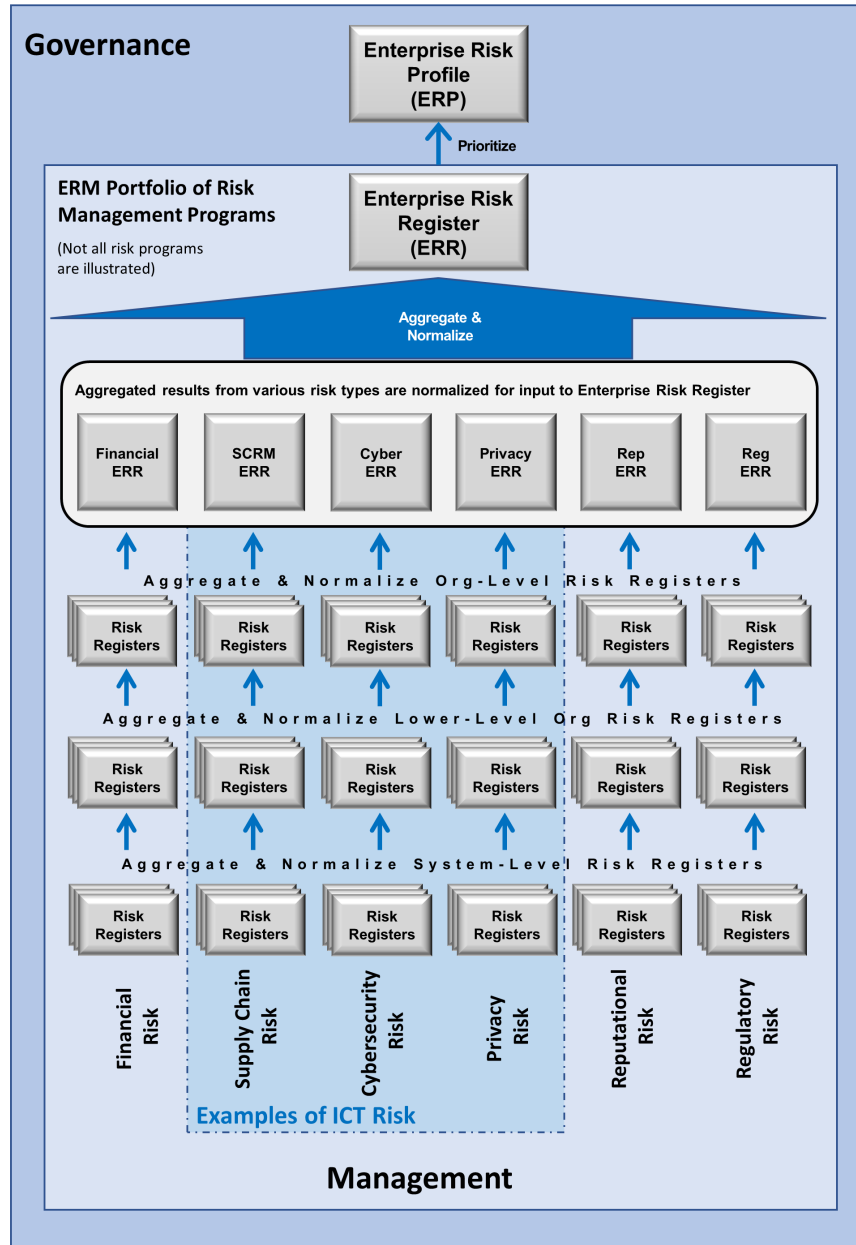 Governance
Enterprise Risk
Profile
(ERP)
Prioritize
ERM Portfolio of Risk
Management Programs
(Not all risk programs
are illustrated)
Enterprise Risk
Register
(ERR)
Aggregate &
Normalize
Aggregated results from various risk types are normalized for input to Enterprise Risk Register
Financial
ERR
SCRM
ERR
Cyber
ERR
Privacy
ERR
Rep
ERR
Reg
ERR
Aggregate & Normalize Org-Level Risk Registers
Risk
Registers
Risk
Registers
Risk
Registers
Risk
Registers
Risk
Registers
Risk
Registers
Aggregate & Normalize Lower-Level Org Risk Registers
Risk
Registers
Risk
Registers
Risk
Registers
Risk
Registers
Risk
Registers
Risk
Registers
Aggregate & Normalize System-Level Risk Registers
Risk
Registers
Risk
Registers
Risk
Registers
Risk
Registers
Risk
Registers
Risk
Registers
Financial
Risk
Supply Chain
Risk
Cybersecurity
Risk
Privacy
Risk
Reputational
Risk
Regulatory
Risk
Examples of ICT Risk
Management